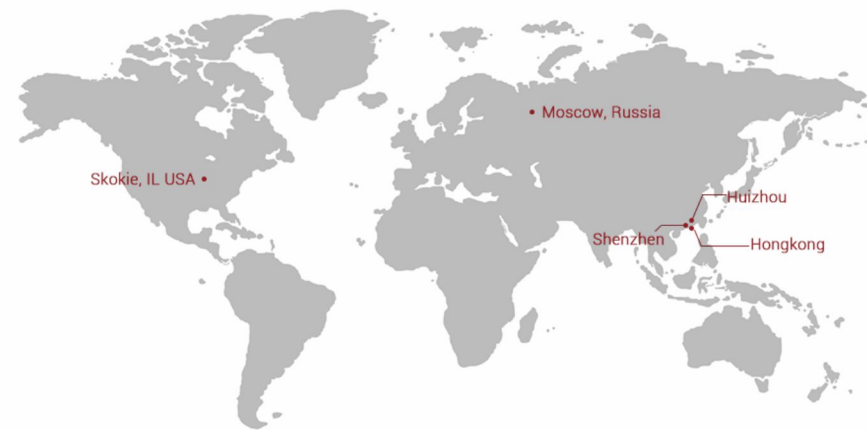 Moscow, Russia
Skokie, IL USA
Huizhou
Shenzhen
Hongkong